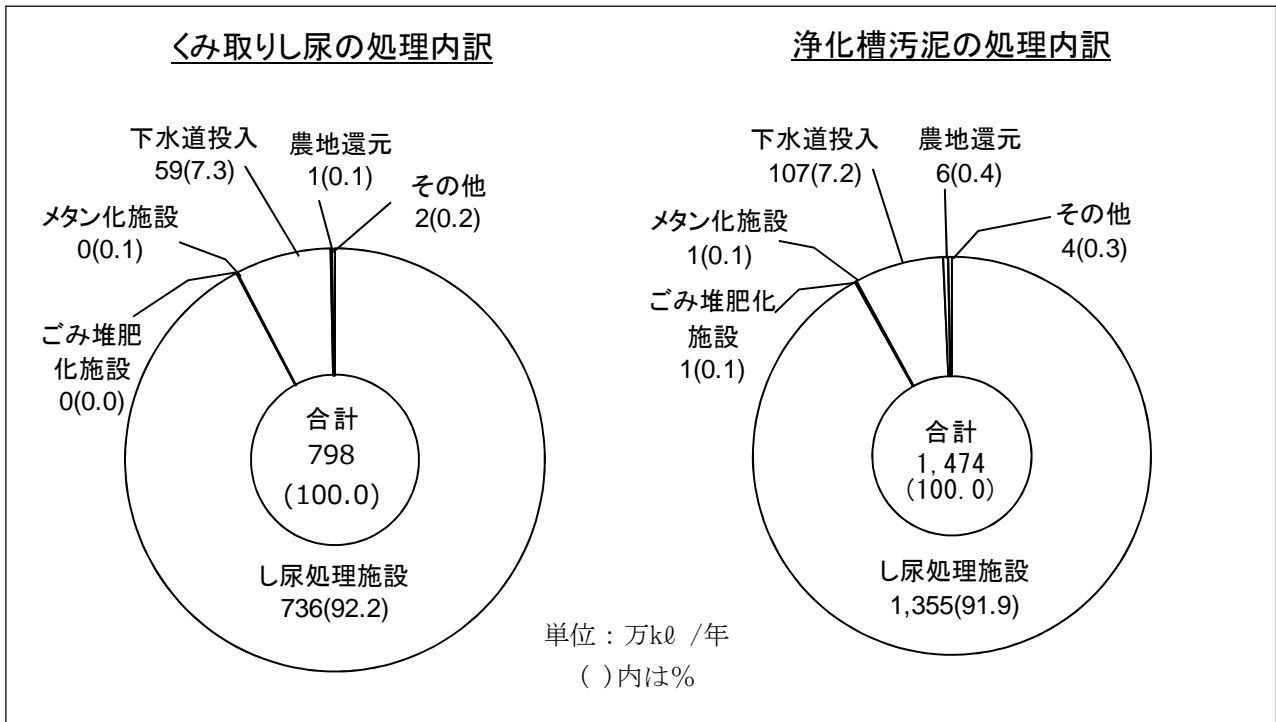 くみ取りし尿の処理内訳
下水道投入
59(7.3)
農地還元
1(0.1)
その他
2(0.2)
メタン化施設
0(0.1)
ごみ堆肥
化施設
0(0.0)
合計
798
(100.0)
し尿処理施設
736(92.2)
浄化槽汚泥の処理内訳
下水道投入
107(7.2)
農地還元
6(0.4)
その他
4(0.3)
メタン化施設
1(0.1)
ごみ堆肥化
施設
1(0.1)
合計
1,474
(100.0)
し尿処理施設
1,355(91.9)
単位：万kℓ /年
( )内は%